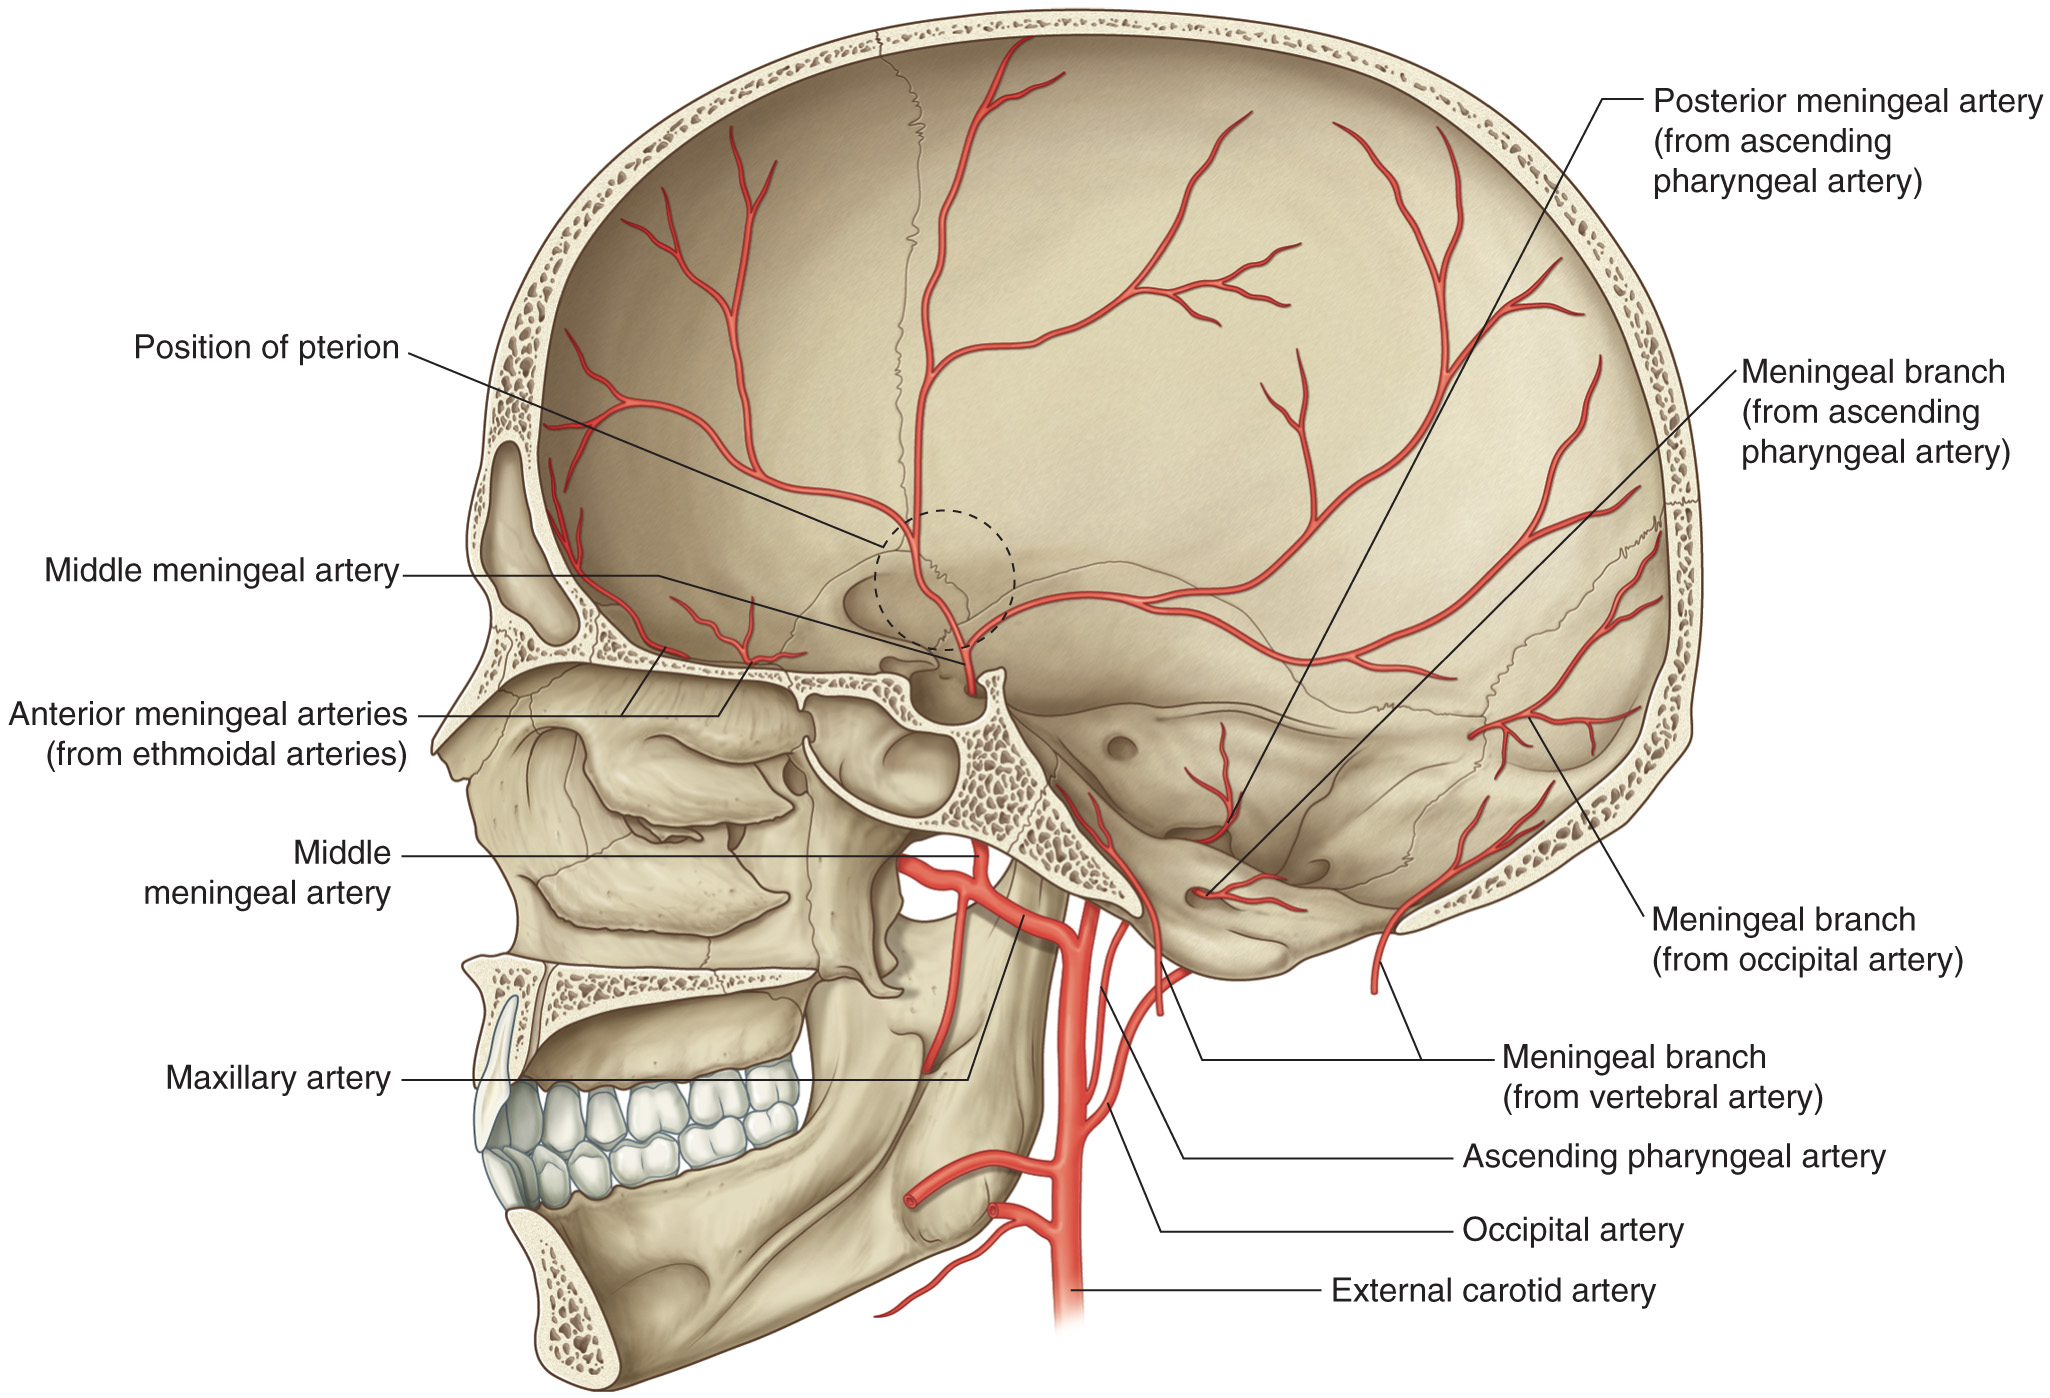 Posterior meningeal artery
(from ascending
pharyngeal artery)
Position of pterion
Meningeal branch
(from ascending
pharyngeal artery)
Middle meningeal artery
Anterior meningeal arteries
(from ethmoidal arteries)
Middle
meningeal artery
Meningeal branch
(from occipital artery)
Maxillary artery
Meningeal branch
(from vertebral artery)
Ascending pharyngeal artery
Occipital artery
External carotid artery